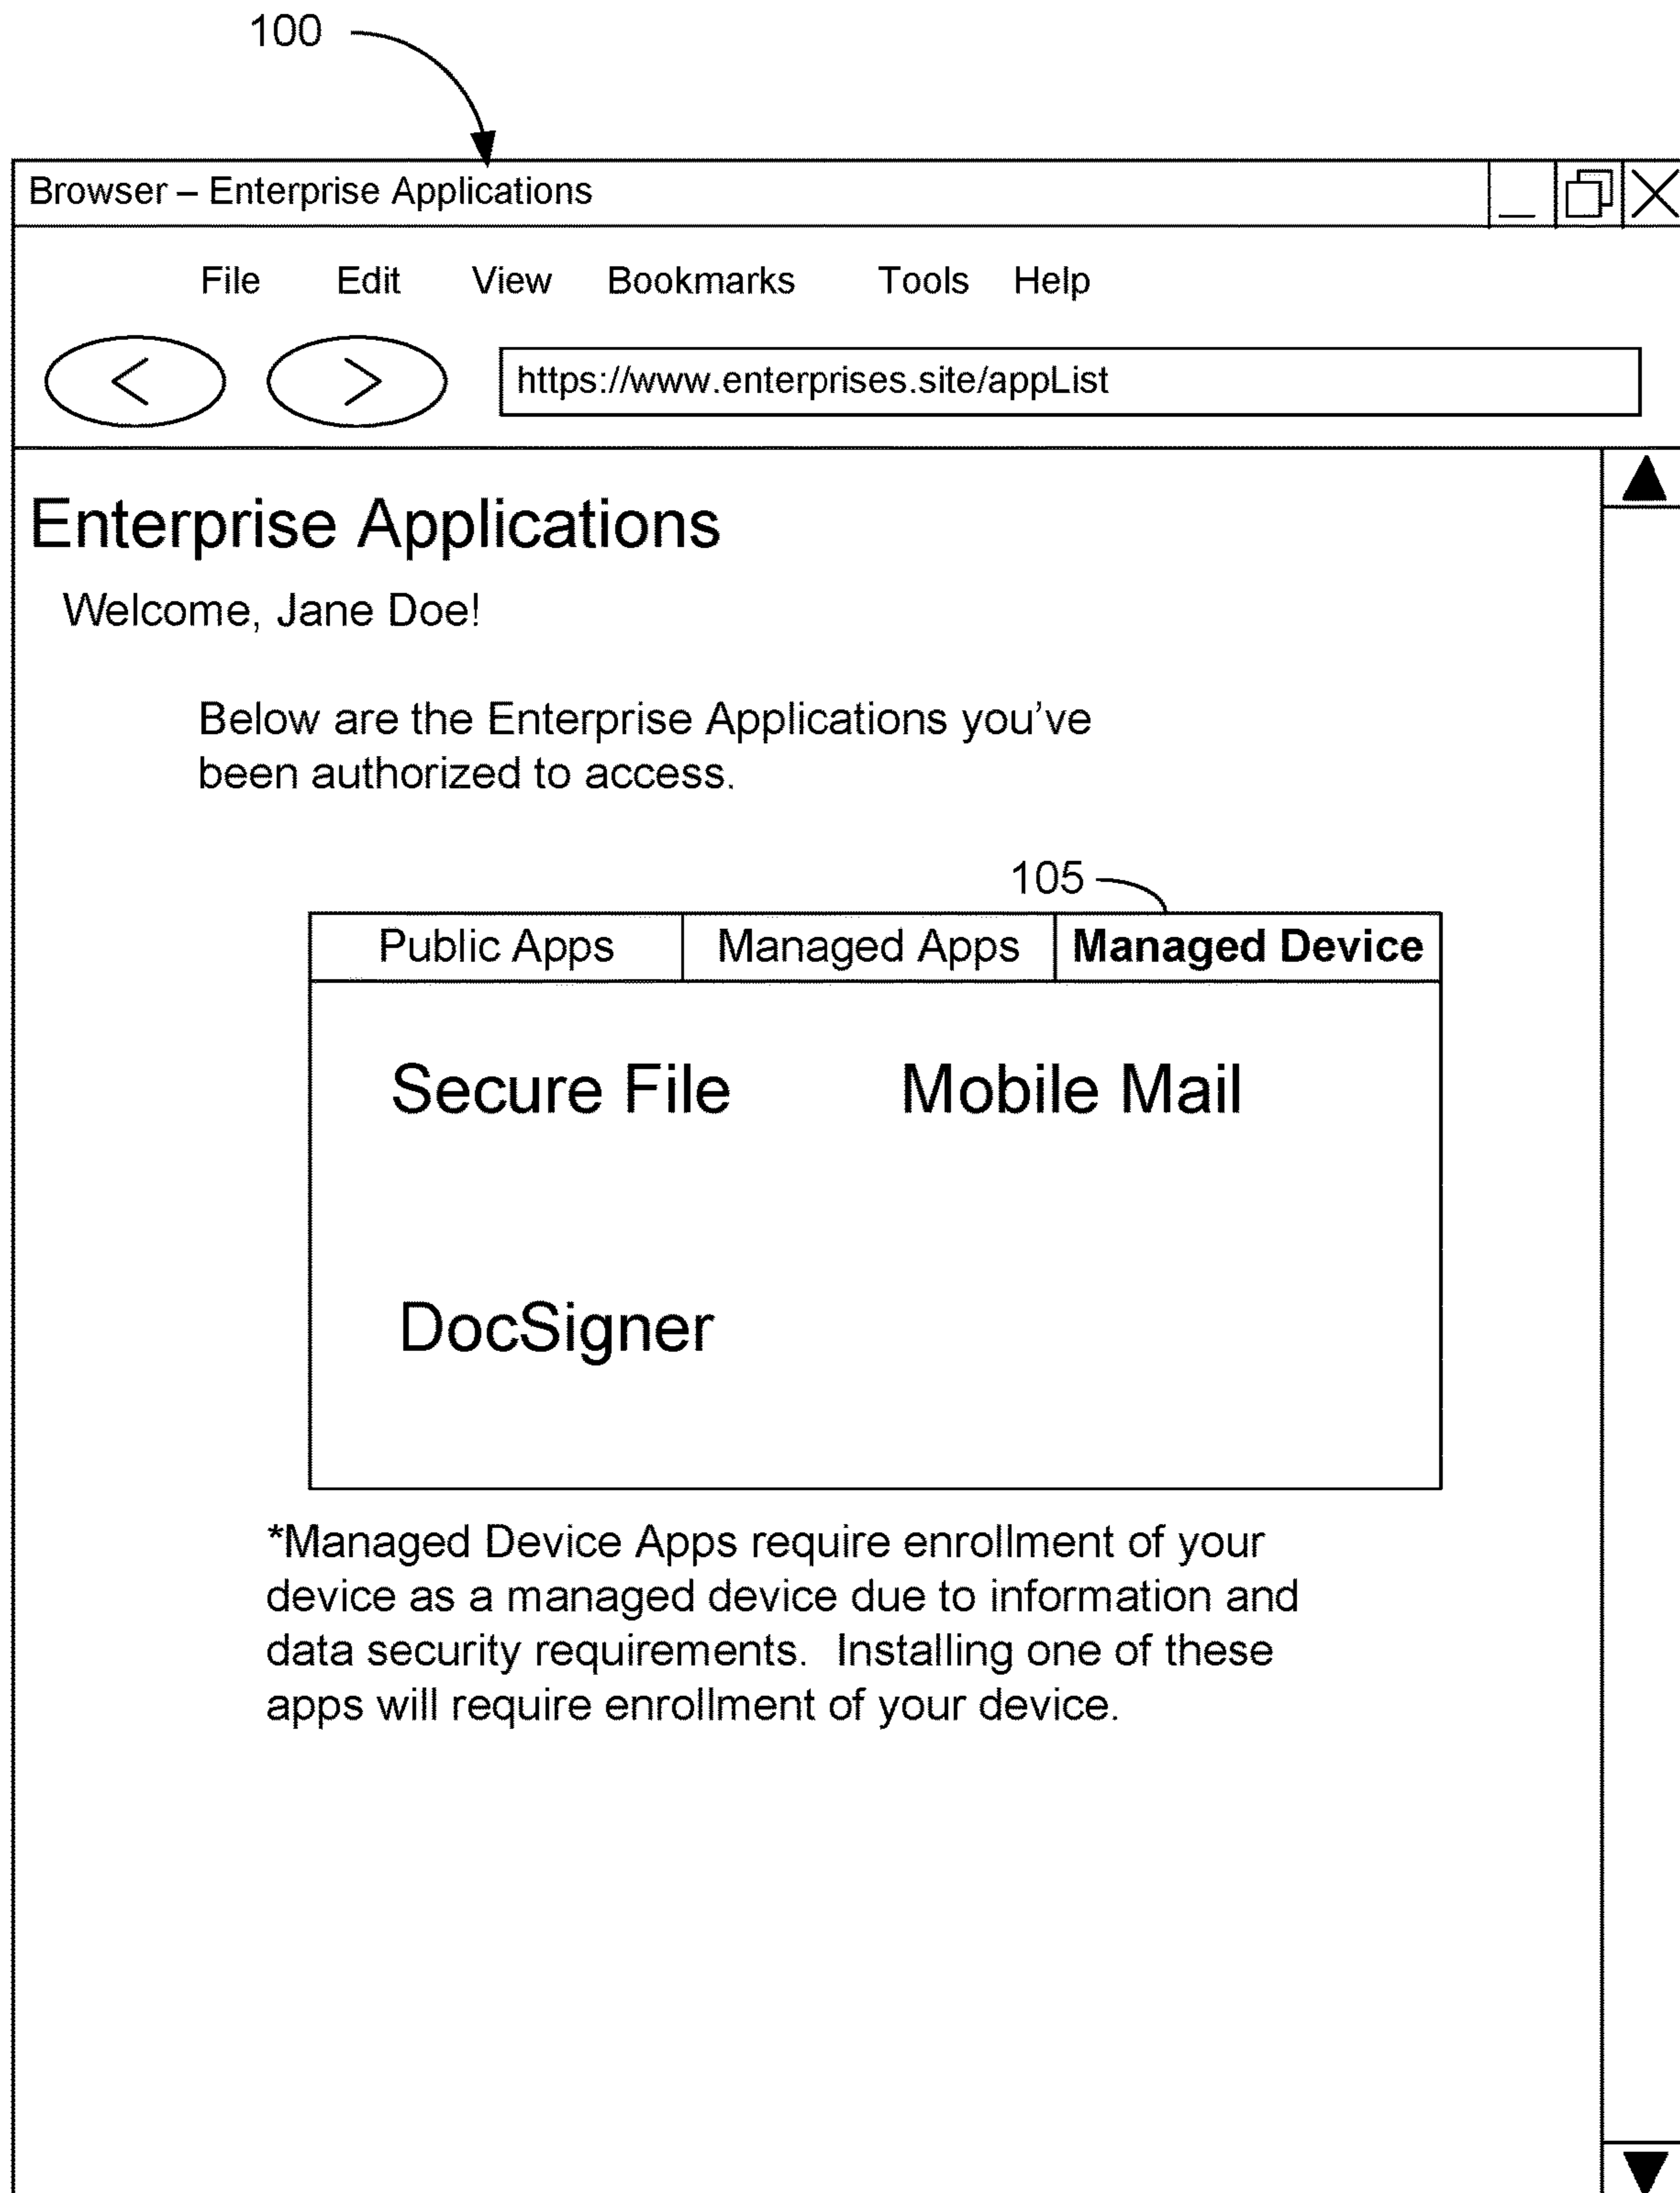 100
Browser – Enterprise Applications
File Edit View Bookmarks Tools Help
https://www.enterprises.site/appList
Enterprise Applications
Welcome, Jane Doe!
Below are the Enterprise Applications you've
been authorized to access.
105
Public Apps Managed Apps Managed Device
Secure File Mobile Mail
DocSigner
*Managed Device Apps require enrollment of your
device as a managed device due to information and
data security requirements. Installing one of these
apps will require enrollment of your device.